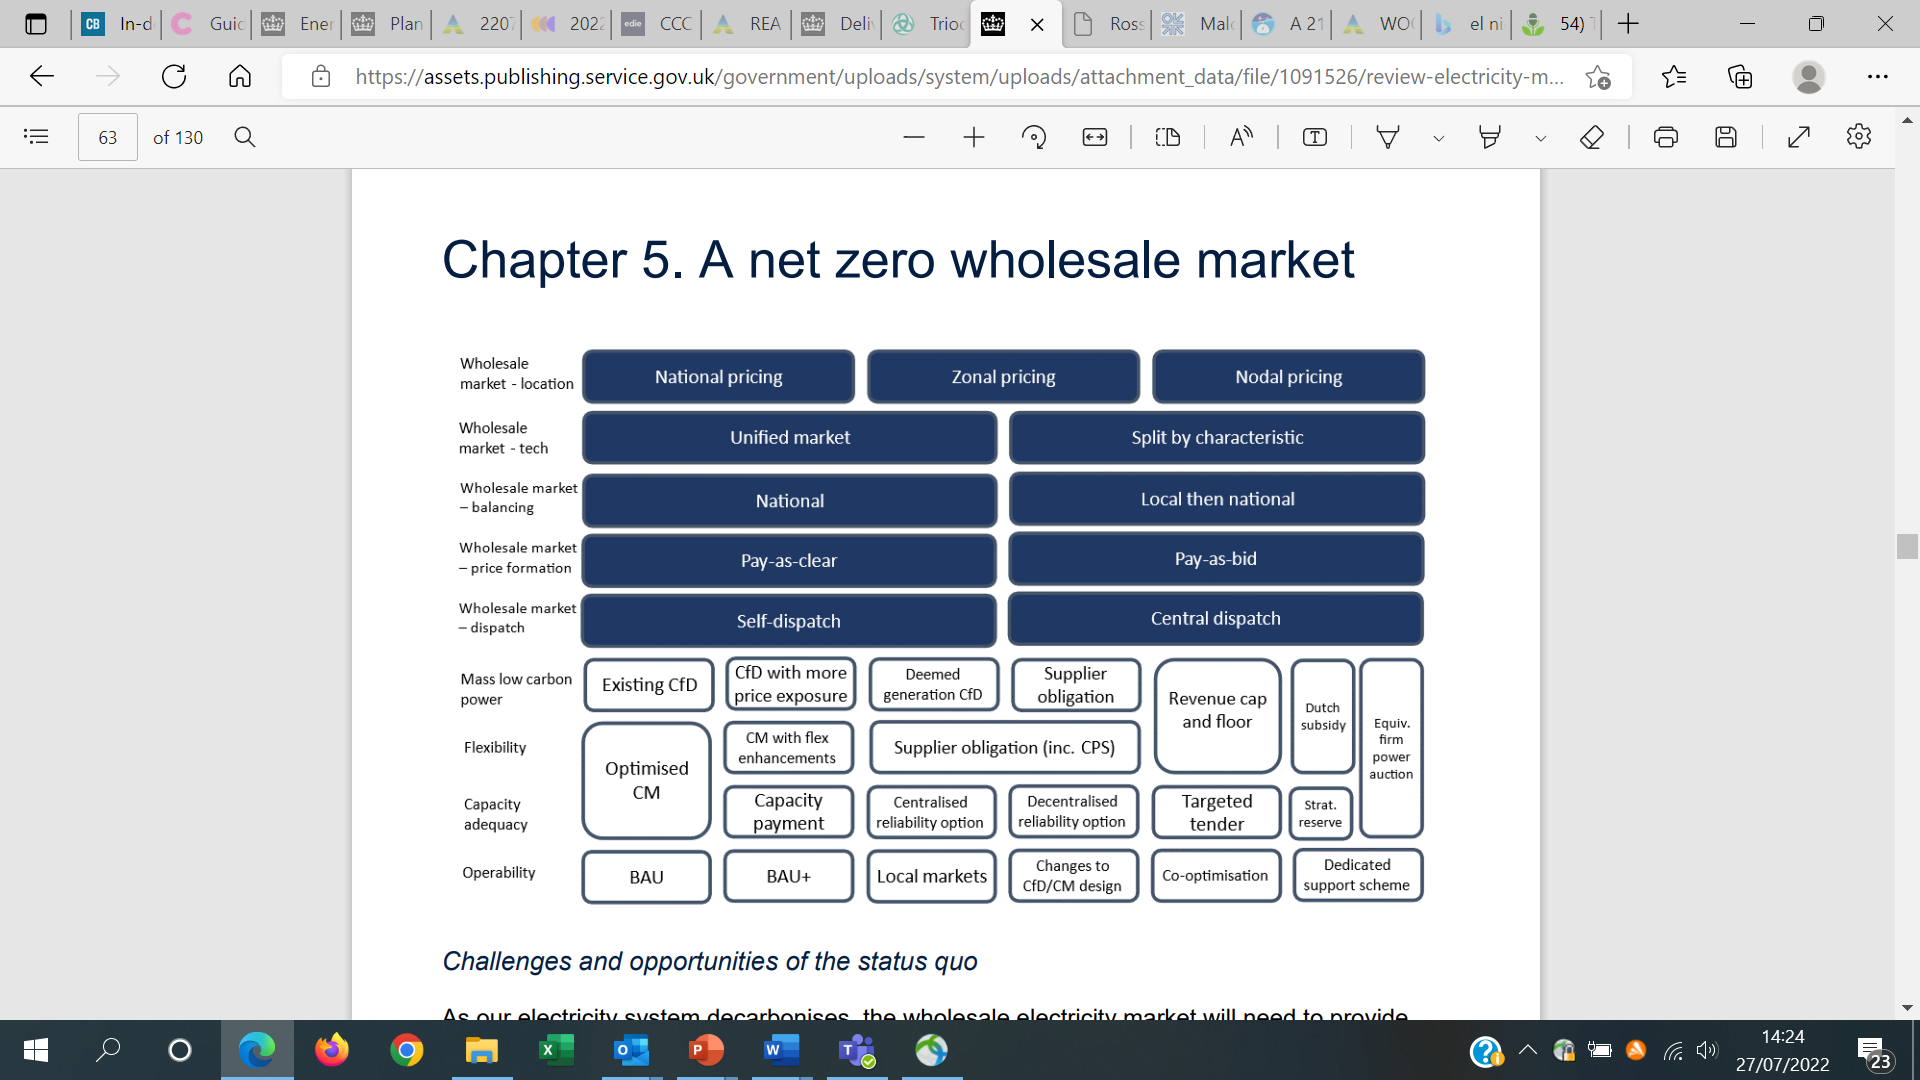 In-d
Guid
Ener
Plan
2207
2022
edie
CCC
REA
Deli
Trio
Ross
Malc
A 21
WO
el ni
54)
https://assets.publishing.service.gov.uk/government/uploads/system/uploads/attachment_data/file/1091526/review-electricity-m...
63
of 130
Chapter 5. A net zero wholesale market
Wholesale
market - location
National pricing
Zonal pricing
Nodal pricing
Wholesale
market - tech
Unified market
Split by characteristic
Wholesale market
– balancing
National
Local then national
Wholesale market
– price formation
Pay-as-clear
Pay-as-bid
Wholesale market
– dispatch
Self-dispatch
Central dispatch
Mass low carbon
power
Existing CfD
CfD with more
price exposure
Deemed
generation CfD
Supplier
obligation
Revenue cap
and floor
Dutch
subsidy
Equiv.
firm
power
auction
Flexibility
Optimised
CM
CM with flex
enhancements
Supplier obligation (inc. CPS)
Capacity
adequacy
Capacity
payment
Centralised
reliability option
Decentralised
reliability option
Targeted
tender
Strat.
reserve
Operability
BAU
BAU+
Local markets
Changes to
CfD/CM design
Co-optimisation
Dedicated
support scheme
Challenges and opportunities of the status quo
As our electricity system decarbonises, the wholesale electricity market will need to provide
14:24
27/07/2022
23